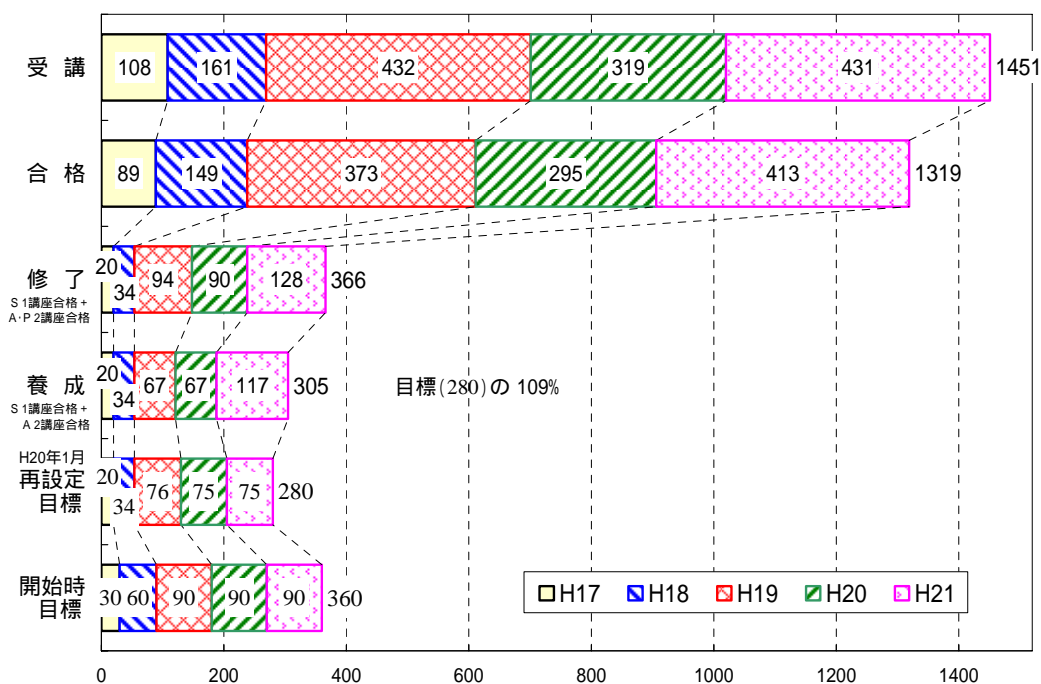 受 講
108 161 432 319 431 1451
合 格
89 149 373 295 413 1319
修 了
S 1講座合格 +
A・P 2講座合格
20 34 94 90 128 366
養 成
S 1講座合格 +
A 2講座合格
20 34 67 67 117 305
目標(280)の 109%
H20年1月
再設定
目標
20 34 76 75 75 280
開始時
目標
30 60 90 90 90 360
H17 H18 H19 H20 H21
0 200 400 600 800 1000 1200 1400